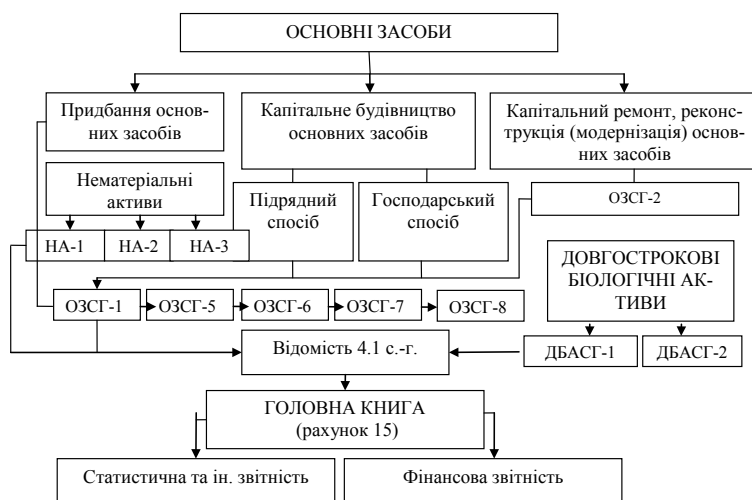 ОСНОВНІ ЗАСОБИ
Придбання основ-
них засобів
Капітальне будівництво
основних засобів
Капітальний ремонт, реконс-
трукція (модернізація) основ-
них засобів
Нематеріальні
активи
Підрядний
спосіб
Господарський
спосіб
ОЗСГ-2
НА-1
НА-2
НА-3
ДОВГОСТРОКОВІ
БІОЛОГІЧНІ АК-
ТИВИ
ОЗСГ-1
ОЗСГ-5
ОЗСГ-6
ОЗСГ-7
ОЗСГ-8
Відомість 4.1 с.-г.
ДБАСГ-1
ДБАСГ-2
ГОЛОВНА КНИГА
(рахунок 15)
Статистична та ін. звітність
Фінансова звітність